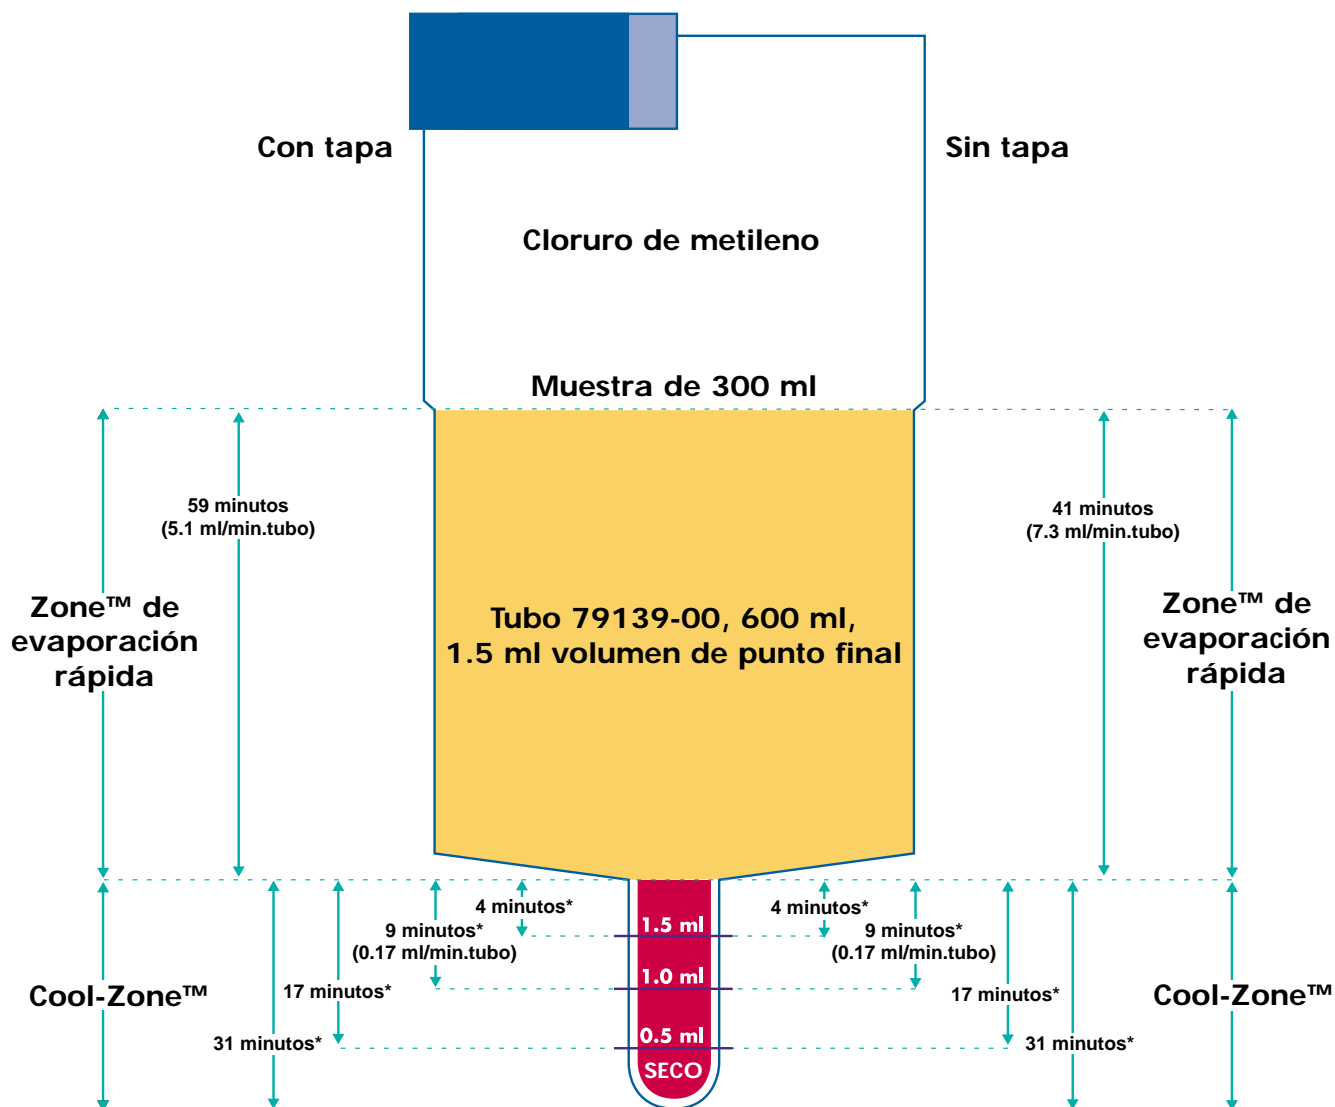 Con tapa
Sin tapa
Cloruro de metileno
Muestra de 300 ml
59 minutos
(5.1 ml/min.tubo)
41 minutos
(7.3 ml/min.tubo)
Zone™ de
evaporación
rápida
Tubo 79139-00, 600 ml,
1.5 ml volumen de punto final
Zone™ de
evaporación
rápida
4 minutos*
9 minutos*
(0.17 ml/min.tubo)
17 minutos*
31 minutos*
Cool-Zone™
1.5 ml
1.0 ml
0.5 ml
SECO
4 minutos*
9 minutos*
(0.17 ml/min.tubo)
17 minutos*
31 minutos*
Cool-Zone™